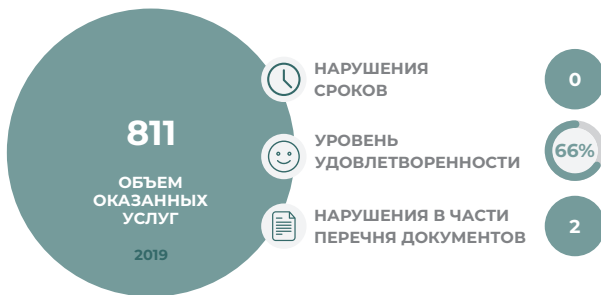 811
ОБЪЕМ
ОКАЗАННЫХ
УСЛУГ
2019
НАРУШЕНИЯ
СРОКОВ
0
УРОВЕНЬ
УДОВЛЕТВОРЕННОСТИ
66%
НАРУШЕНИЯ В ЧАСТИ
ПЕРЕЧНЯ ДОКУМЕНТОВ
2